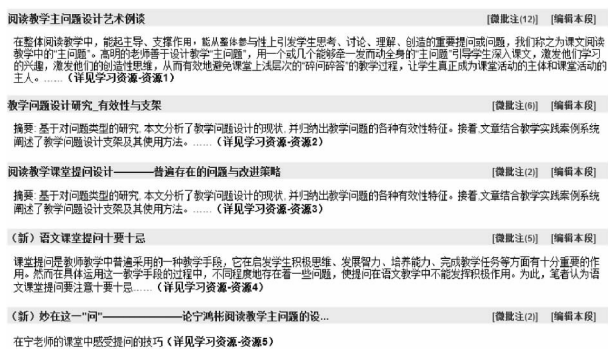 阅读教学主问题设计艺术例谈 [微批注(12)] [编辑本段]
在整体阅读教学中，能起主导、支撑作用，能从整体参与性上引发学生思考、讨论、理解、创造的重要提问或问题，我们称之为课文阅读
教学中的"主问题"。高明的老师善于设计教学"主问题"，用一个或几个能够牵一发而动全身的"主问题"引导学生深入课文，激发他们学习
的兴趣，激发他们的创造性思维，从而有效地避免课堂上浅层次的"碎问碎答"的教学过程，让学生真正成为课堂活动的主体和课堂活动的
主人。……（详见学习资源-资源1）
教学问题设计研究_有效性与支架 [微批注(6)] [编辑本段]
摘要:基于对问题类型的研究,本文分析了教学问题设计的现状,并归纳出教学问题的各种有效性特征。接着,文章结合教学实践案例系统
阐述了教学问题设计支架及其使用方法。……（详见学习资源-资源2）
阅读教学课堂提问设计————普遍存在的问题与改进策略 [微批注(2)] [编辑本段]
摘要:基于对问题类型的研究,本文分析了教学问题设计的现状,并归纳出教学问题的各种有效性特征。接着,文章结合教学实践案例系统
阐述了教学问题设计支架及其使用方法。……（详见学习资源-资源3）
（新）语文课堂提问十要十忌 [微批注(5)] [编辑本段]
课堂提问是教师教学中普遍采用的一种教学手段，它在启发学生积极思维、发展智力、培养能力、完成教学任务等方面有十分重要的作
用。然而在具体运用这一教学手段的过程中，不同程度地存在着一些问题，使提问在语文教学中不能发挥积极作用。为此，笔者认为语
文课堂提问要注意十要十忌……（详见学习资源-资源4）
（新）妙在这一"问"————————论宁鸿彬阅读教学主问题的设... [微批注(2)] [编辑本段]
在宁老师的课堂中感受提问的技巧（详见学习资源-资源5）